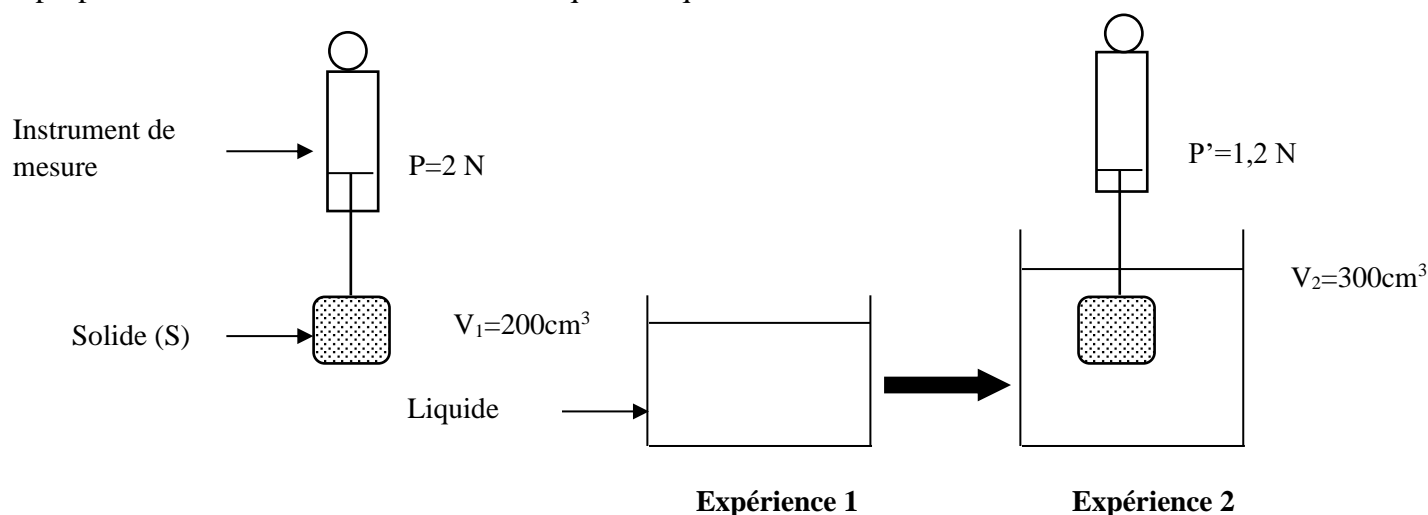 Instrument de
mesure
P=2 N
P’=1,2 N
V₂=300cm³
V₁=200cm³
Solide (S)
Liquide
Expérience 1
Expérience 2